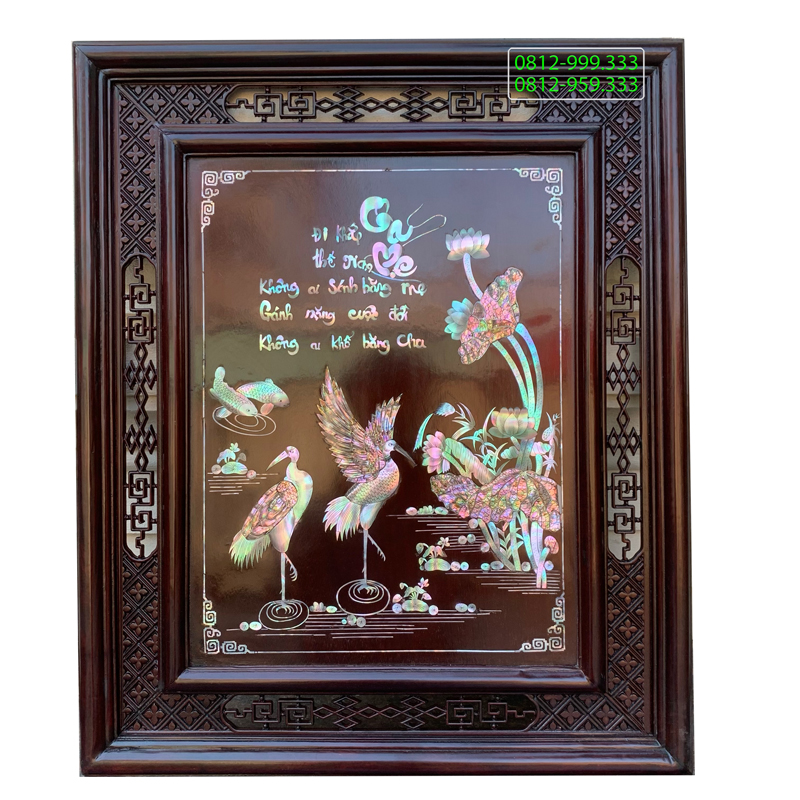 0812-999.333
0812-959.333
Cha
Mẹ
Đi khắp
thế gian
Không ai sánh bằng mẹ
Gánh nặng cuộc đời
Không ai khổ bằng Cha